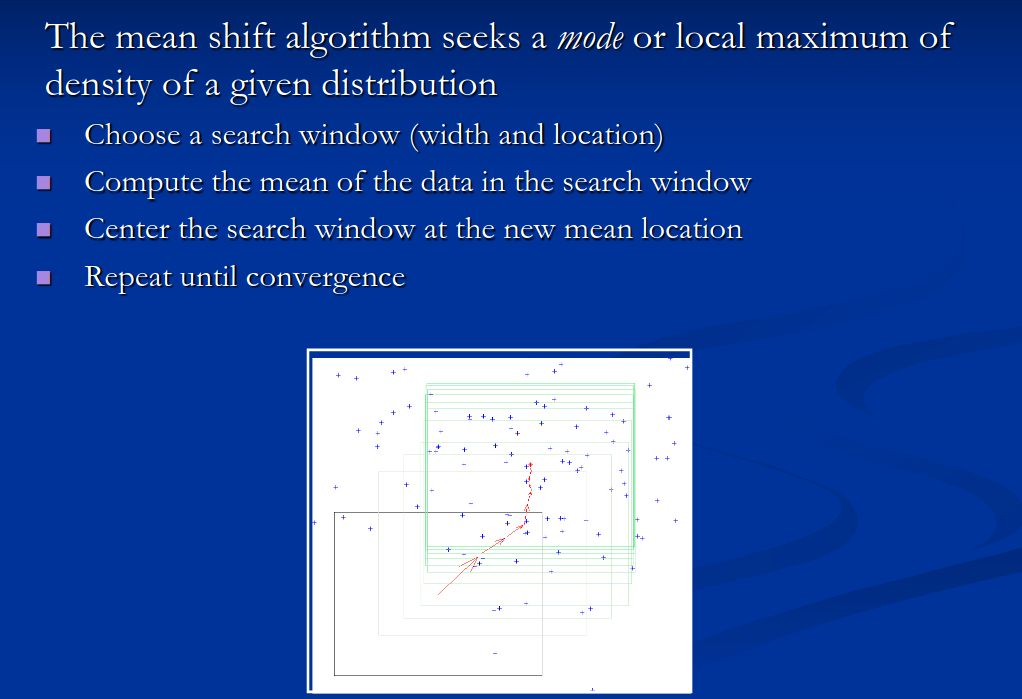 The mean shift algorithm seeks a mode or local maximum of
density of a given distribution
Choose a search window (width and location)
Compute the mean of the data in the search window
Center the search window at the new mean location
Repeat until convergence